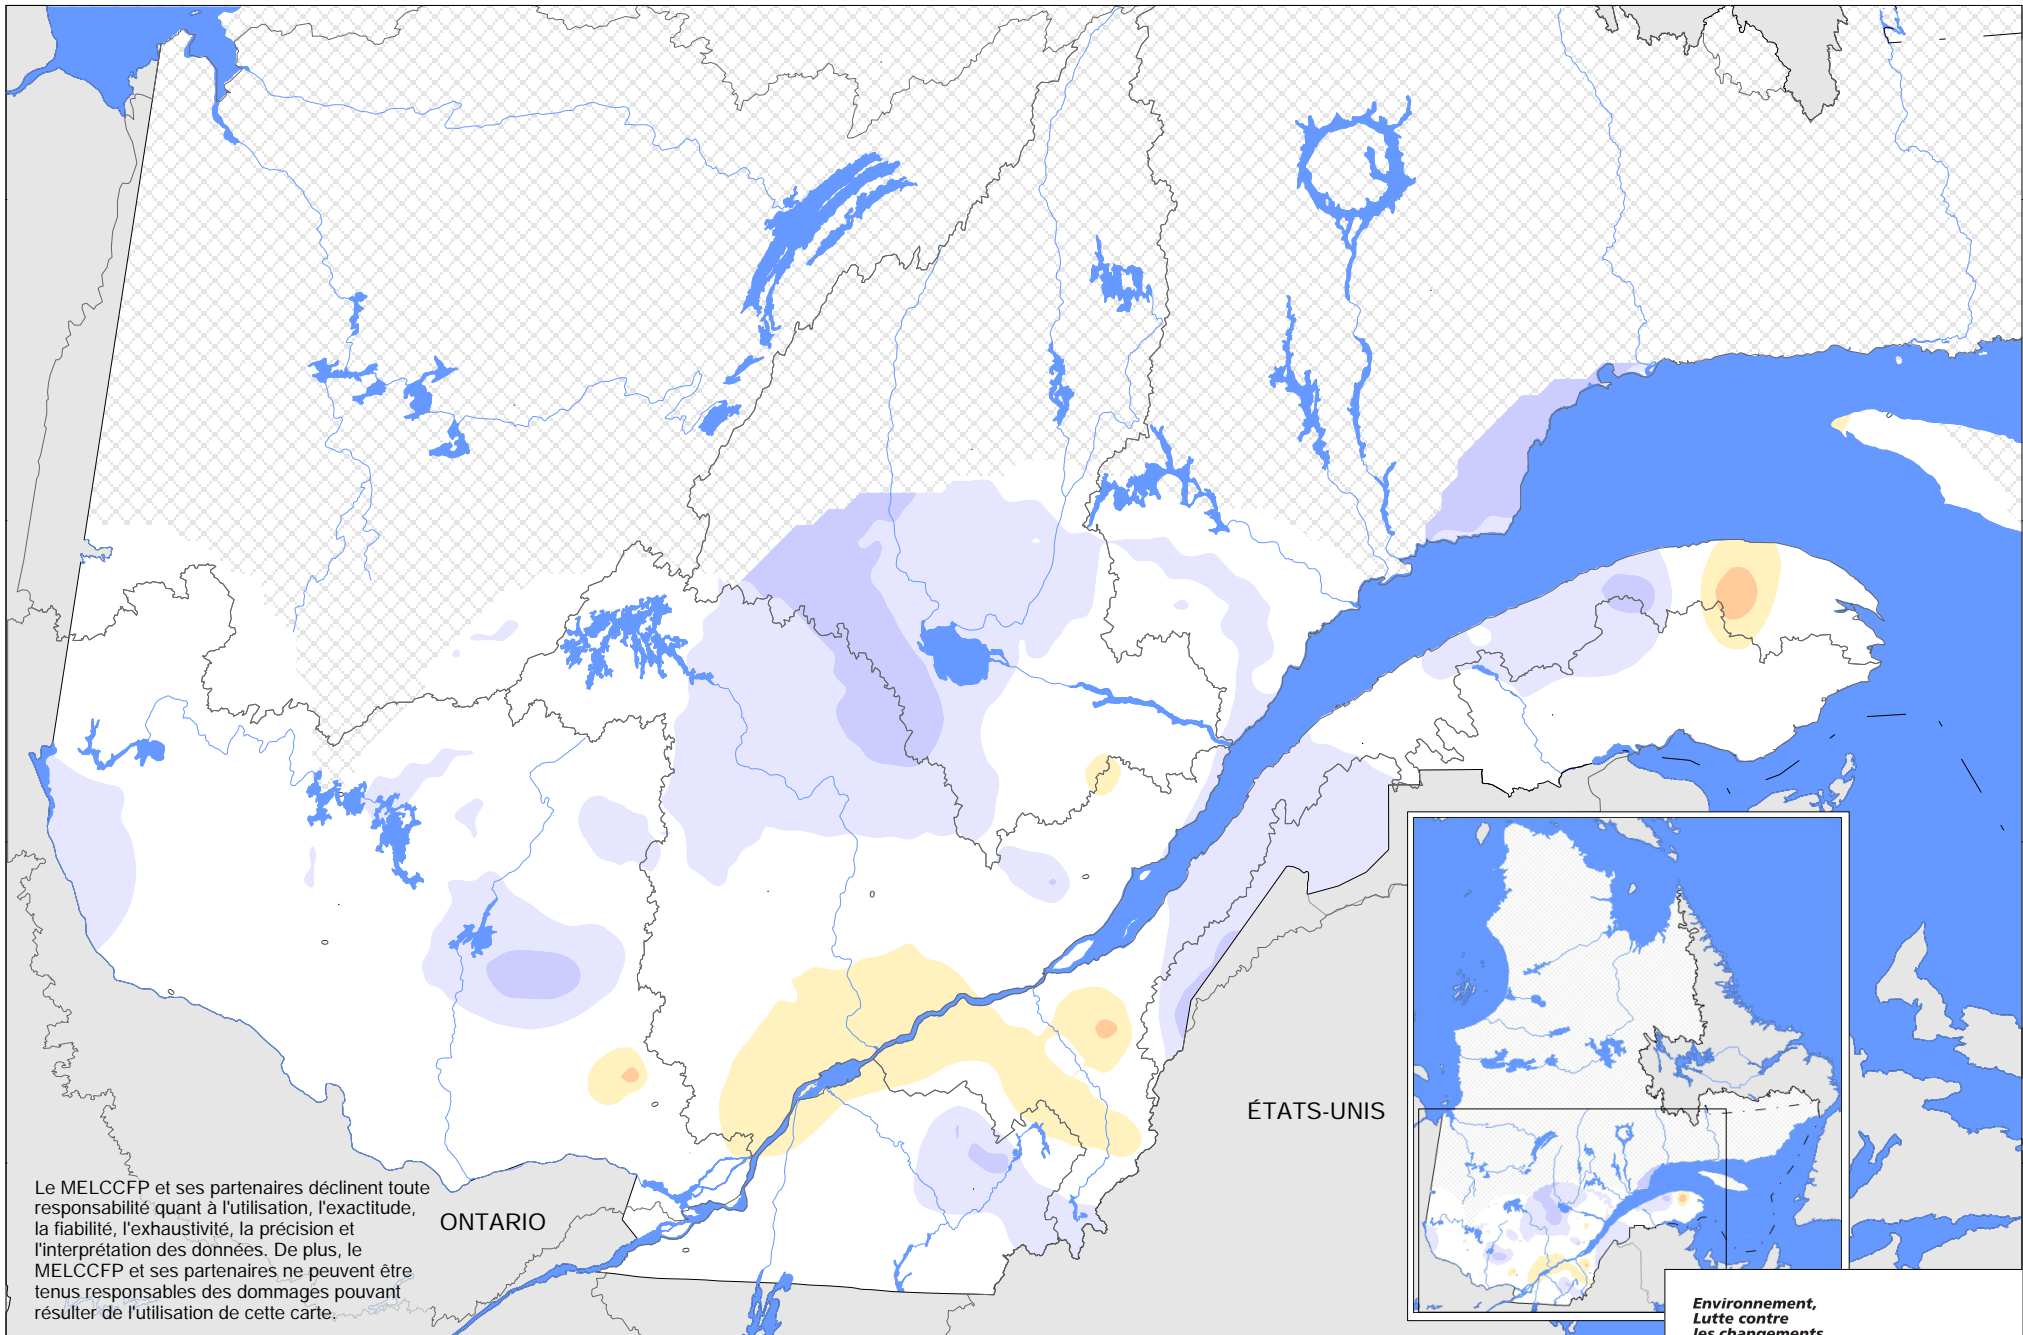 ÉTATS-UNIS
Le MELCCFP et ses partenaires déclinent toute
responsabilité quant à l'utilisation, l'exactitude,
la fiabilité, l'exhaustivité, la précision et
l'interprétation des données. De plus, le
MELCCFP et ses partenaires ne peuvent être
tenus responsables des dommages pouvant
résulter de l'utilisation de cette carte.
ONTARIO
Environnement,
Lutte contre
les changements